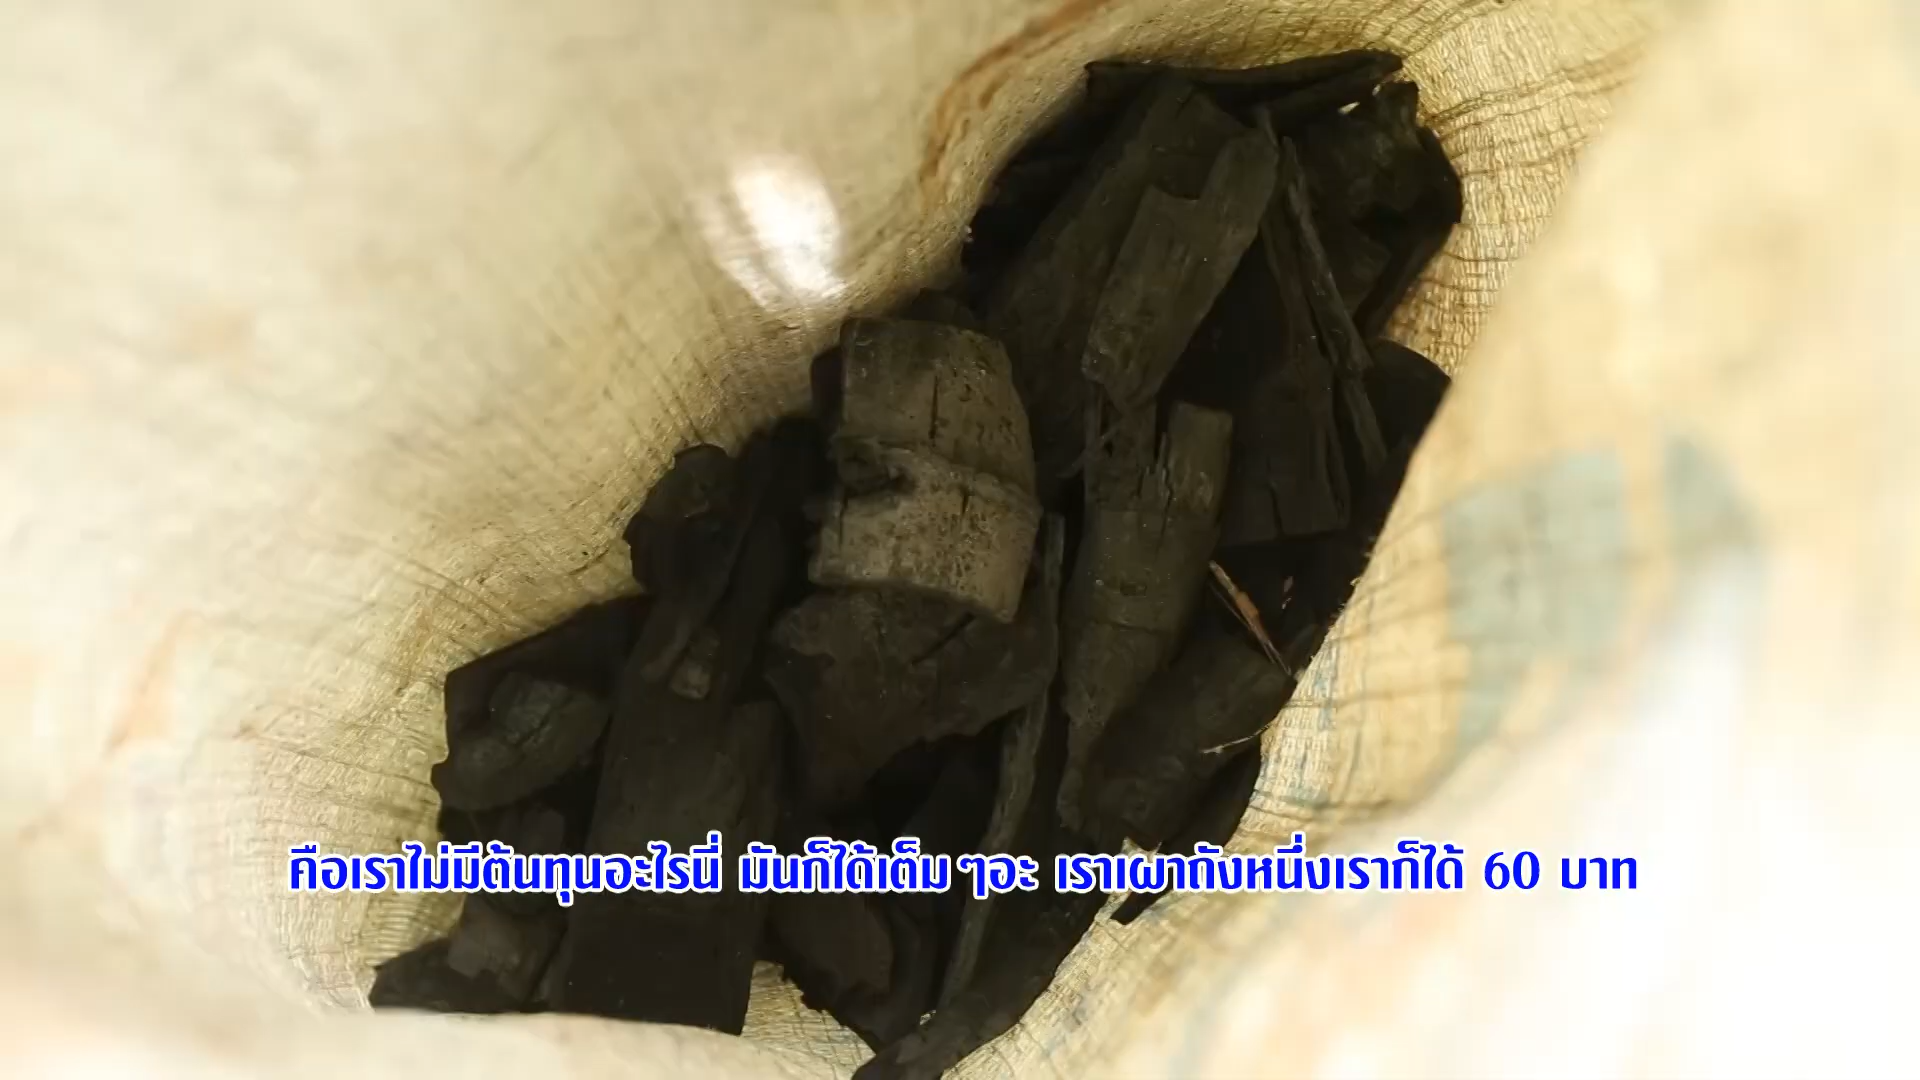 คือเราไม่มีต้นทุนอะไรนี่ มันก็ได้เต็มๆอะ เราเผาถังหนึ่งเราก็ได้ 60 บาท